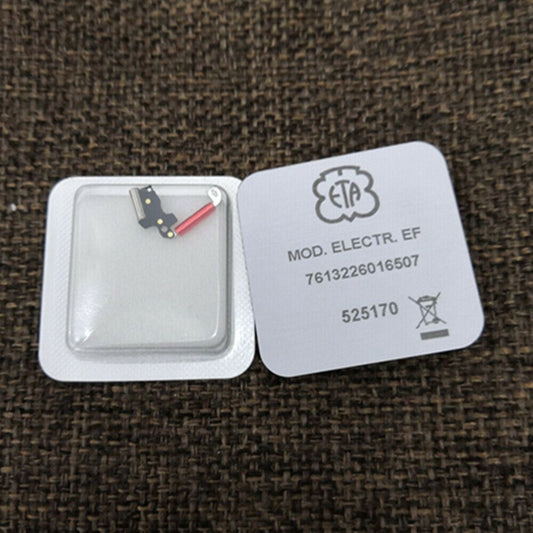 ETA
MOD. ELECTR. EF
7613226016507
525170